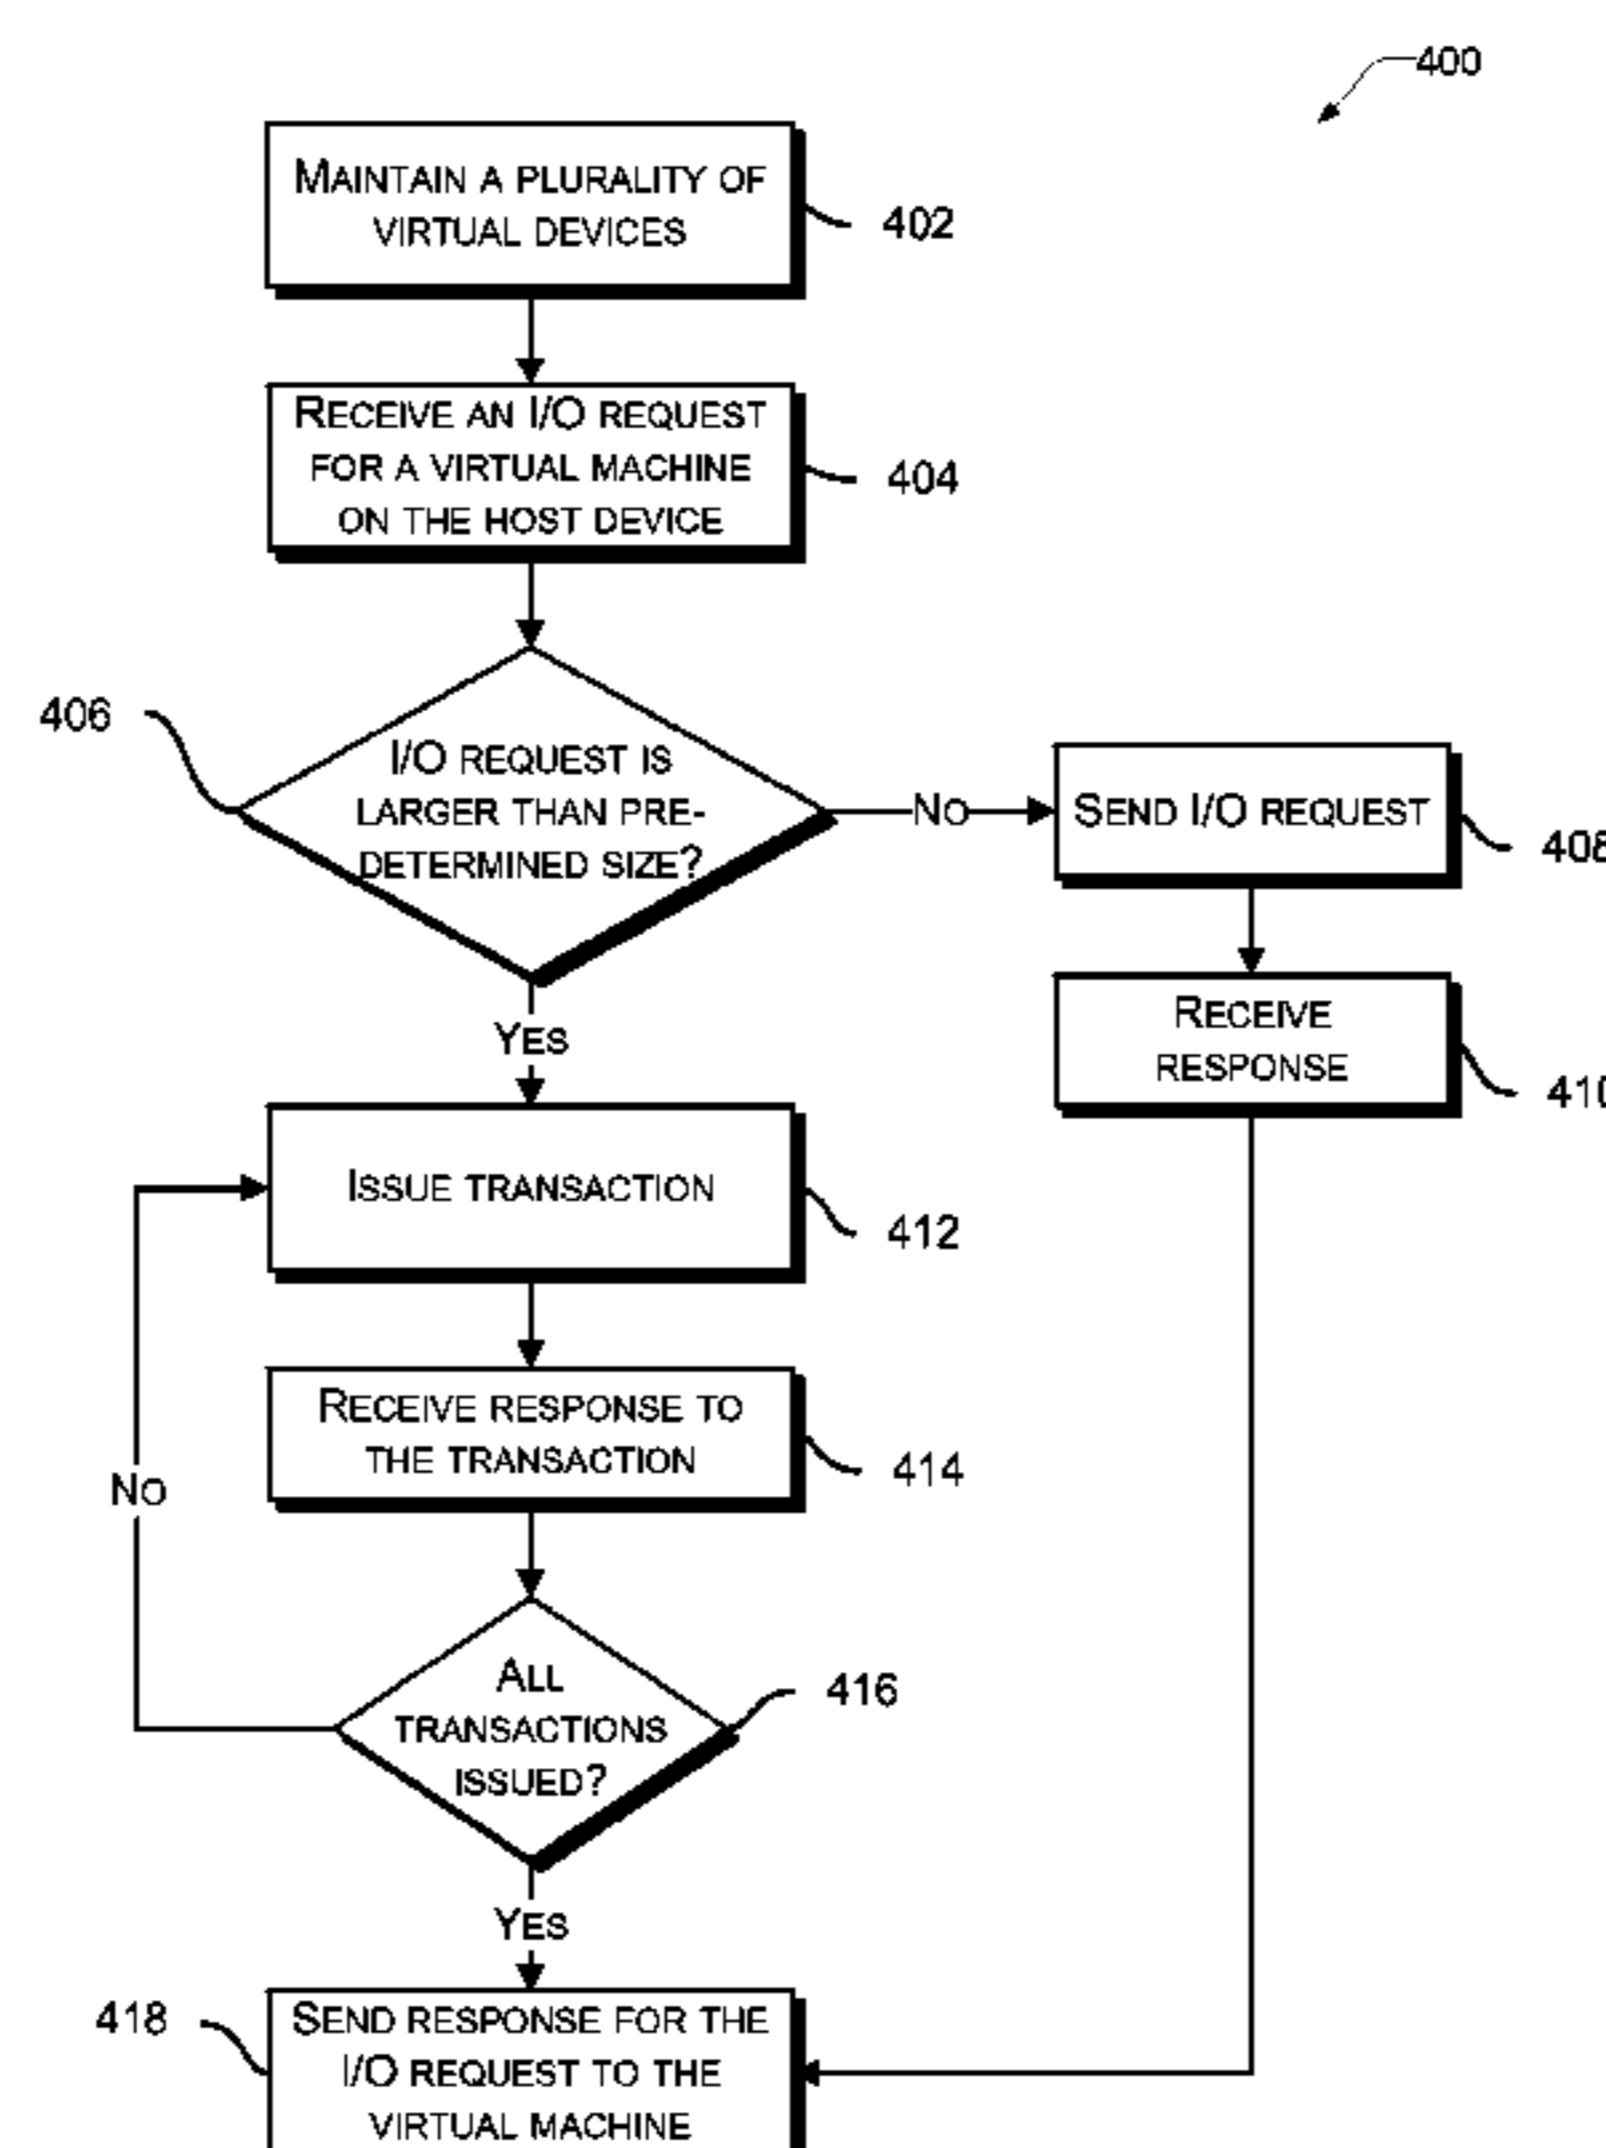 400
MAINTAIN A PLURALITY OF
VIRTUAL DEVICES
402
RECEIVE AN I/O REQUEST
FOR A VIRTUAL MACHINE
ON THE HOST DEVICE
404
406
I/O REQUEST IS
LARGER THAN PRE-
DETERMINED SIZE?
NO
SEND I/O REQUEST
408
YES
RECEIVE
RESPONSE
410
ISSUE TRANSACTION
412
RECEIVE RESPONSE TO
THE TRANSACTION
414
NO
ALL
TRANSACTIONS
ISSUED?
416
YES
418
SEND RESPONSE FOR THE
I/O REQUEST TO THE
VIRTUAL MACHINE